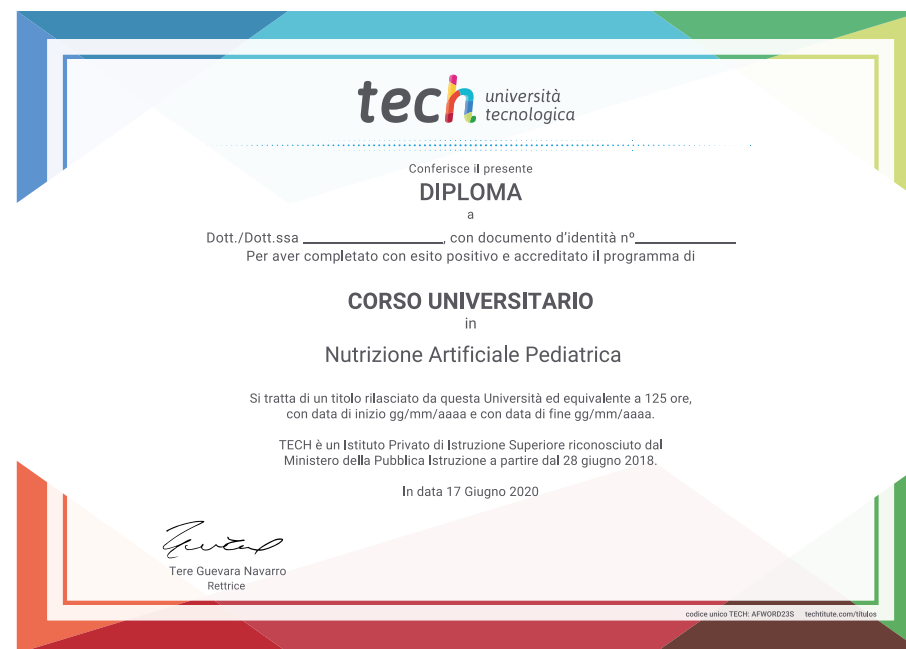 tech università
tecnologica
Conferisce il presente
DIPLOMA
a
Dott./Dott.ssa ____________________, con documento d'identità nº______________
Per aver completato con esito positivo e accreditato il programma di
CORSO UNIVERSITARIO
in
Nutrizione Artificiale Pediatrica
Si tratta di un titolo rilasciato da questa Università ed equivalente a 125 ore,
con data di inizio gg/mm/aaaa e con data di fine gg/mm/aaaa.
TECH è un Istituto Privato di Istruzione Superiore riconosciuto dal
Ministero della Pubblica Istruzione a partire dal 28 giugno 2018.
In data 17 Giugno 2020
Tere Guevara Navarro
Rettrice
codice unico TECH: AFWORD23S techtitute.com/titulos